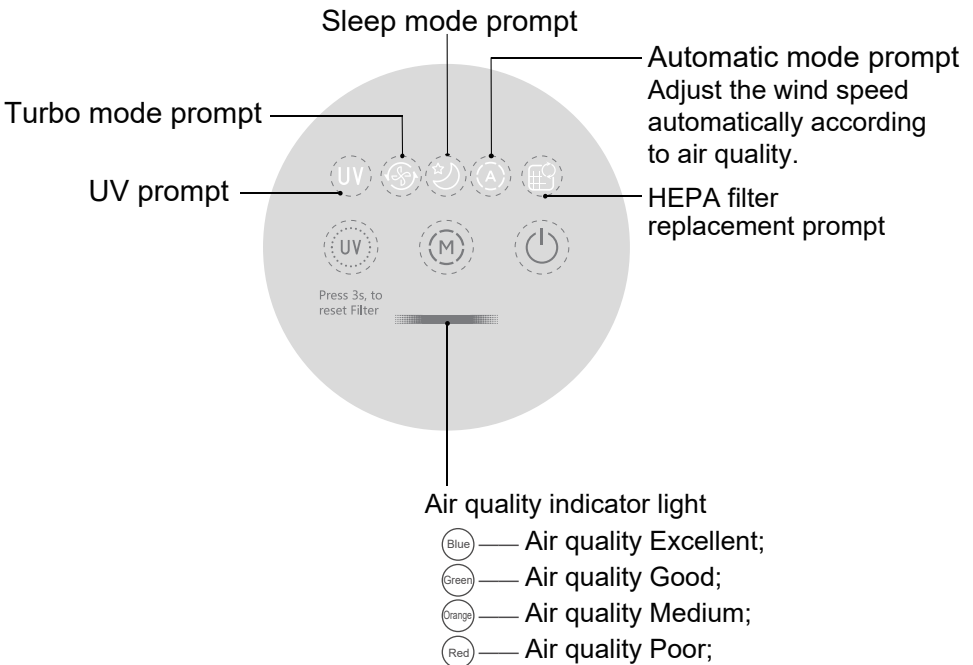 Sleep mode prompt
Automatic mode prompt
Adjust the wind speed
automatically according
to air quality.
Turbo mode prompt
UV prompt
UV
A
HEPA filter
replacement prompt
UV
M
Press 3s, to
reset Filter
Air quality indicator light
Blue Air quality Excellent;
Green Air quality Good;
Orange Air quality Medium;
Red Air quality Poor;